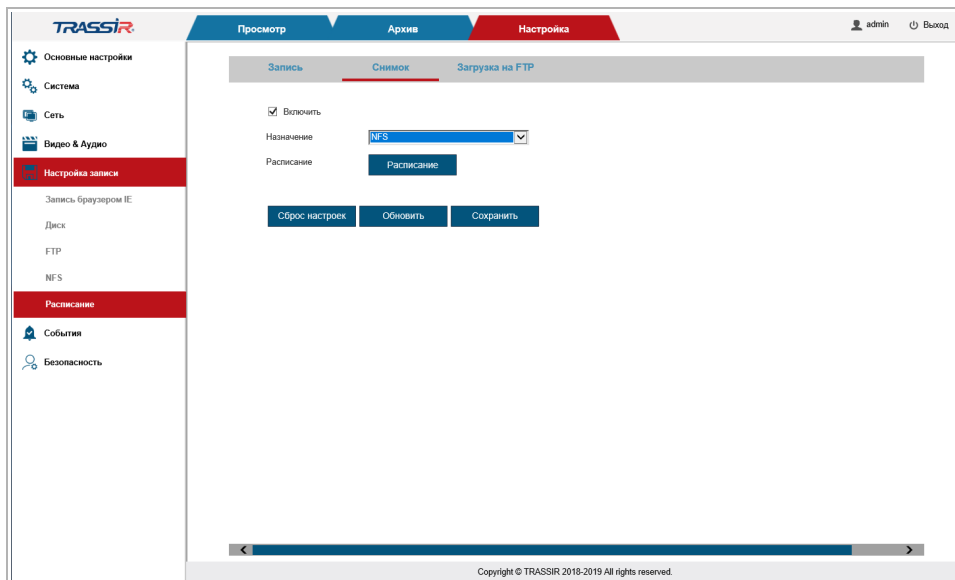 TRASSIR
Просмотр
Архив
Настройка
admin
Выход
Основные настройки
Система
Сеть
Видео & Аудио
Настройка записи
Запись браузером IE
Диск
FTP
NFS
Расписание
События
Безопасность
Запись
Снимок
Загрузка на FTP
Включить
Назначение
NFS
Расписание
Расписание
Сброс настроек
Обновить
Сохранить
Copyright © TRASSIR 2018-2019 All rights reserved.